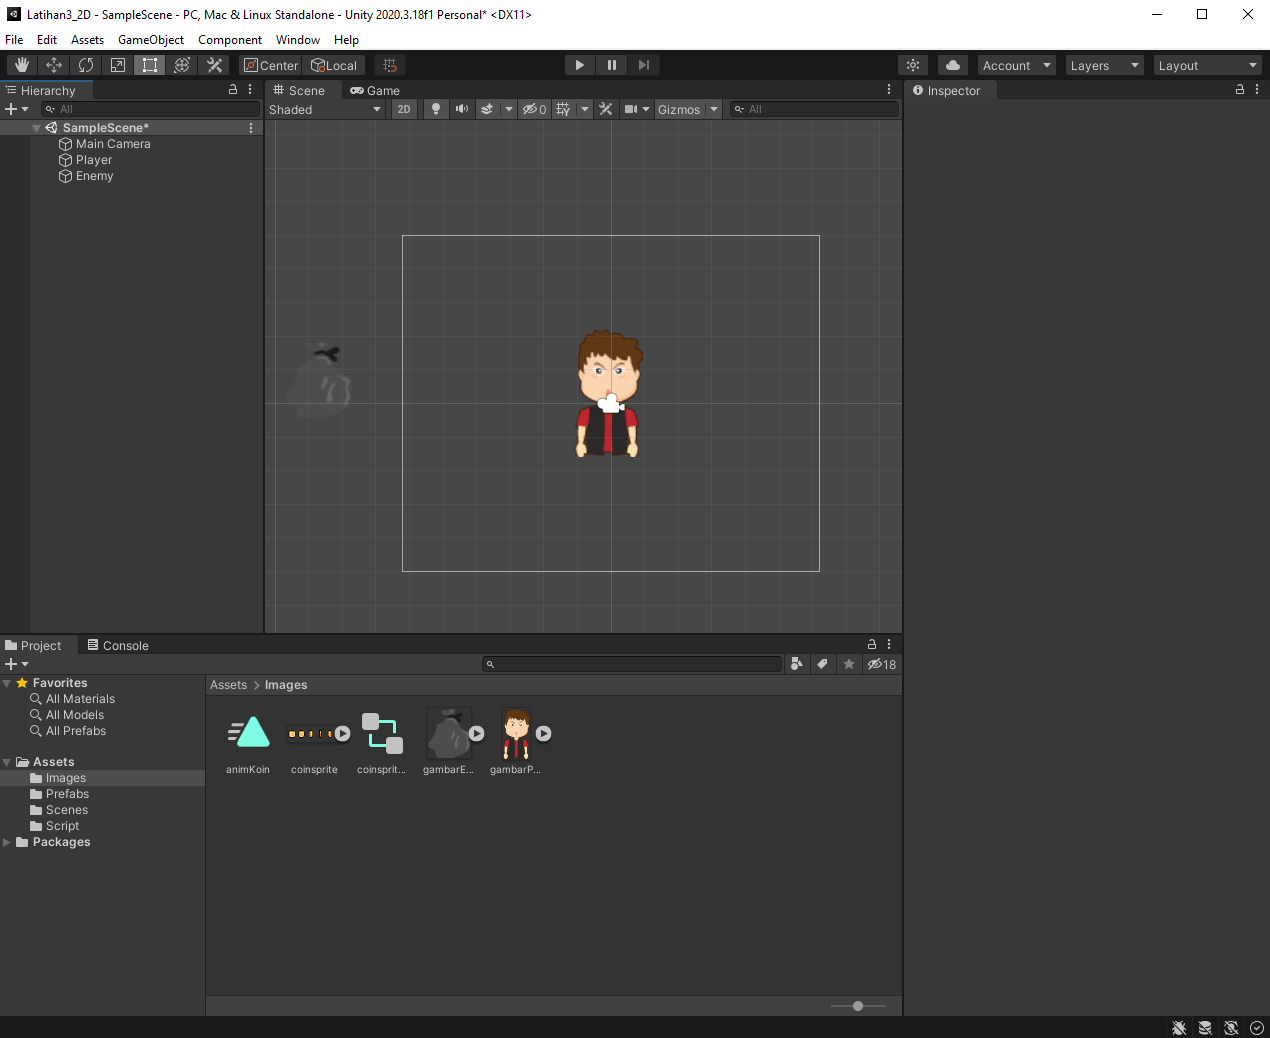 Latihan3_2D - SampleScene - PC, Mac & Linux Standalone - Unity 2020.3.18f1 Personal* <DX11>
File Edit Assets GameObject Component Window Help
Center Local Account Layers Layout
Hierarchy
All
SampleScene*
Main Camera
Player
Enemy
Scene Game
Shaded 2D 0 Gizmos All
Inspector
Project Console
18
Favorites
All Materials
All Models
All Prefabs
Assets
Images
Prefabs
Scenes
Script
Packages
Assets > Images
animKoin coinsprite coinsprit... gambarE... gambarP...